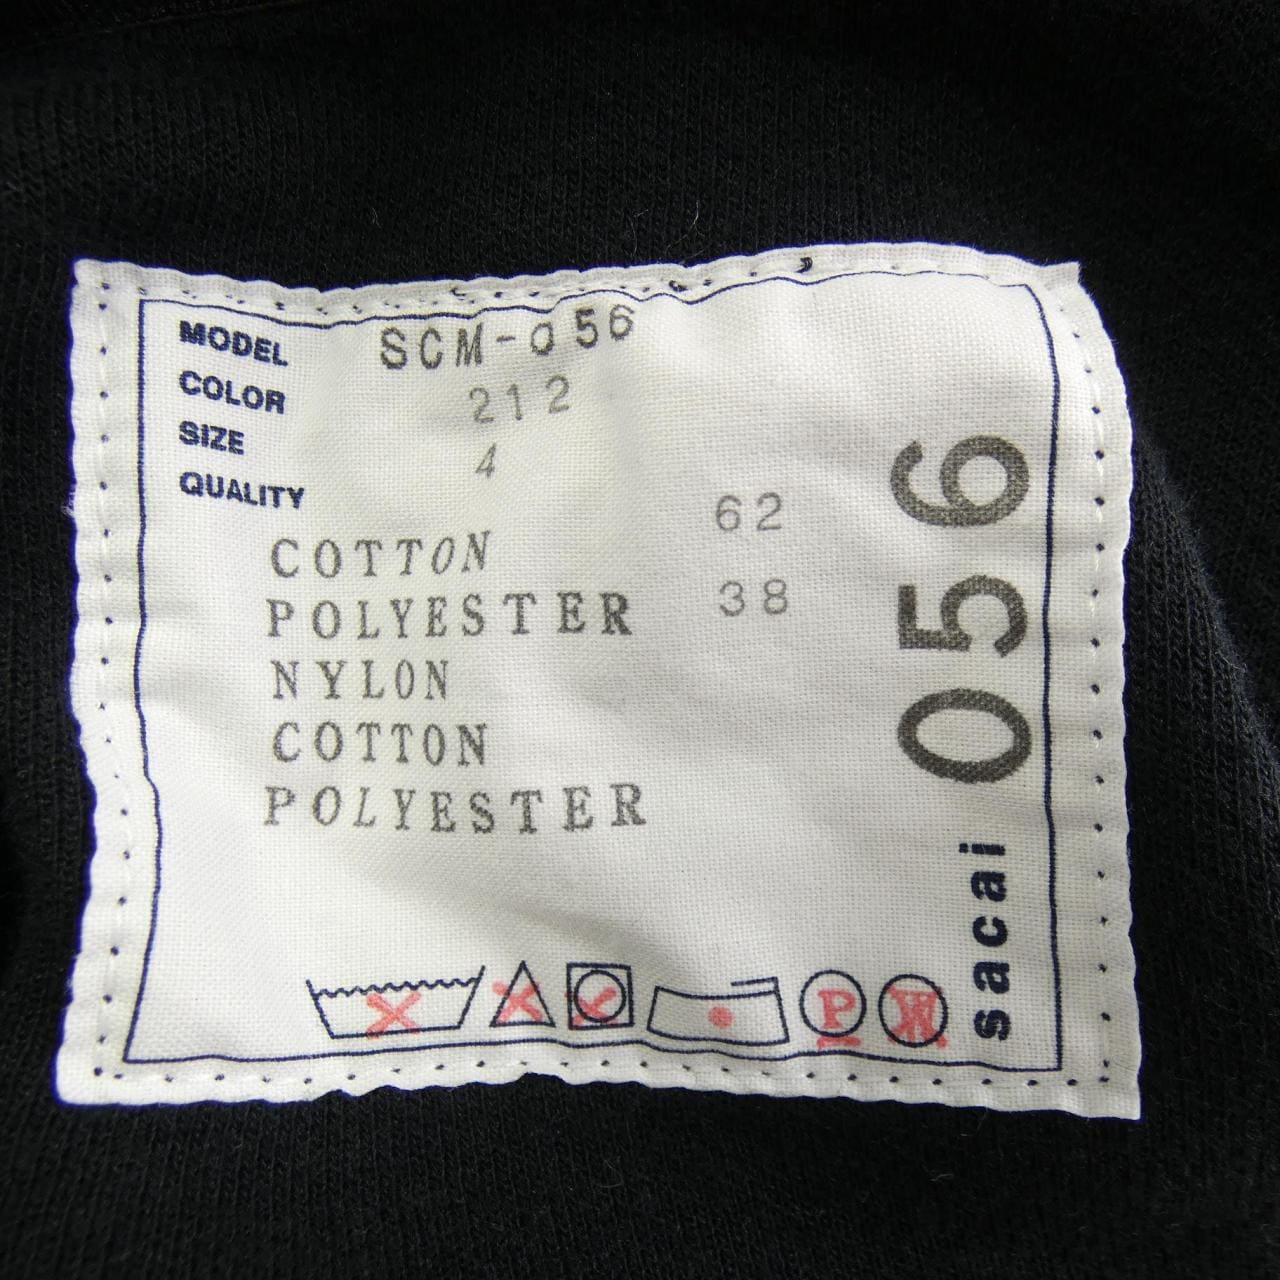 MODEL SCM-056
COLOR 212
SIZE 4
QUALITY
COTTON 62
POLYESTER 38
NYLON
COTTON
POLYESTER
P W
sacai 056